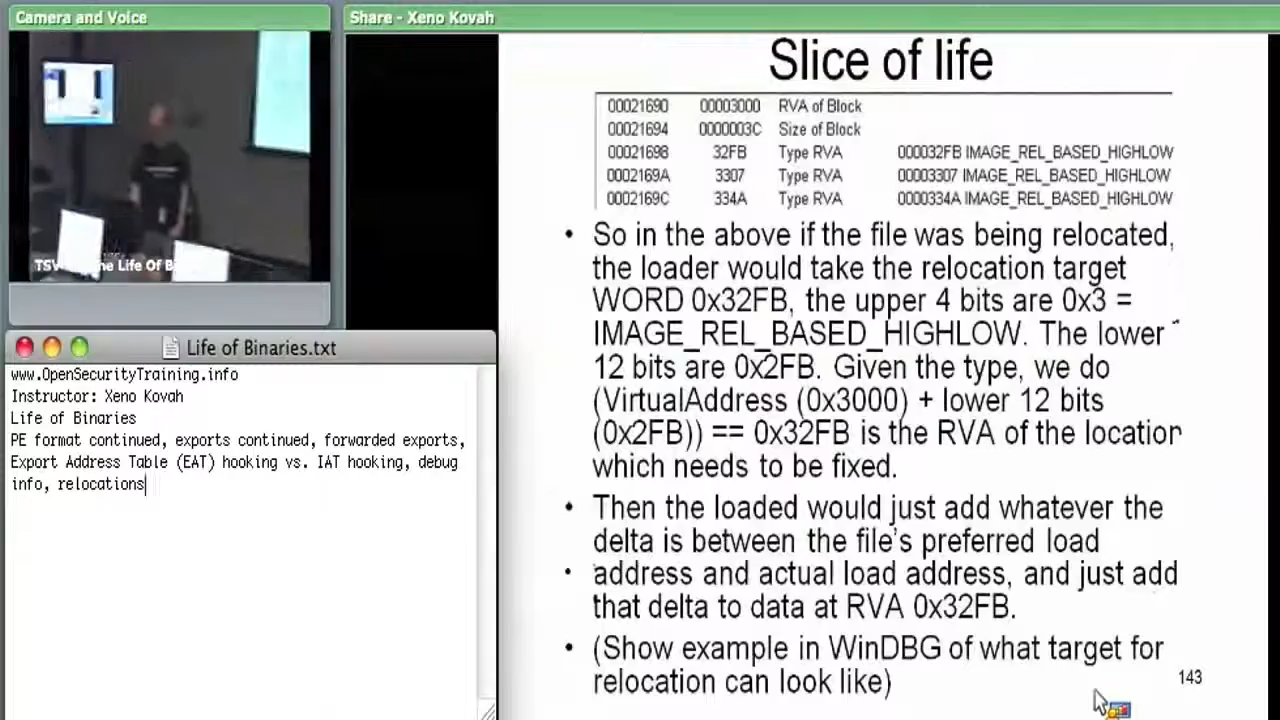 Camera and Voice
Share - Xeno Kovah
TSV
he Life Of B
Life of Binaries.txt
www.OpenSecurityTraining.info
Instructor: Xeno Kovah
Life of Binaries
PE format continued, exports continued, forwarded exports,
Export Address Table (EAT) hooking vs. IAT hooking, debug
info, relocations
Slice of life
00021690 00003000 RVA of Block
00021694 0000003C Size of Block
00021698 32FB Type RVA 000032FB IMAGE_REL_BASED_HIGHLOW
0002169A 3307 Type RVA 00003307 IMAGE_REL_BASED_HIGHLOW
0002169C 334A Type RVA 0000334A IMAGE_REL_BASED_HIGHLOW
• So in the above if the file was being relocated,
the loader would take the relocation target
WORD 0x32FB, the upper 4 bits are 0x3 =
IMAGE_REL_BASED_HIGHLOW. The lower
12 bits are 0x2FB. Given the type, we do
(VirtualAddress (0x3000) + lower 12 bits
(0x2FB)) == 0x32FB is the RVA of the location
which needs to be fixed.
• Then the loaded would just add whatever the
delta is between the file's preferred load
• address and actual load address, and just add
that delta to data at RVA 0x32FB.
• (Show example in WinDBG of what target for
relocation can look like)
143